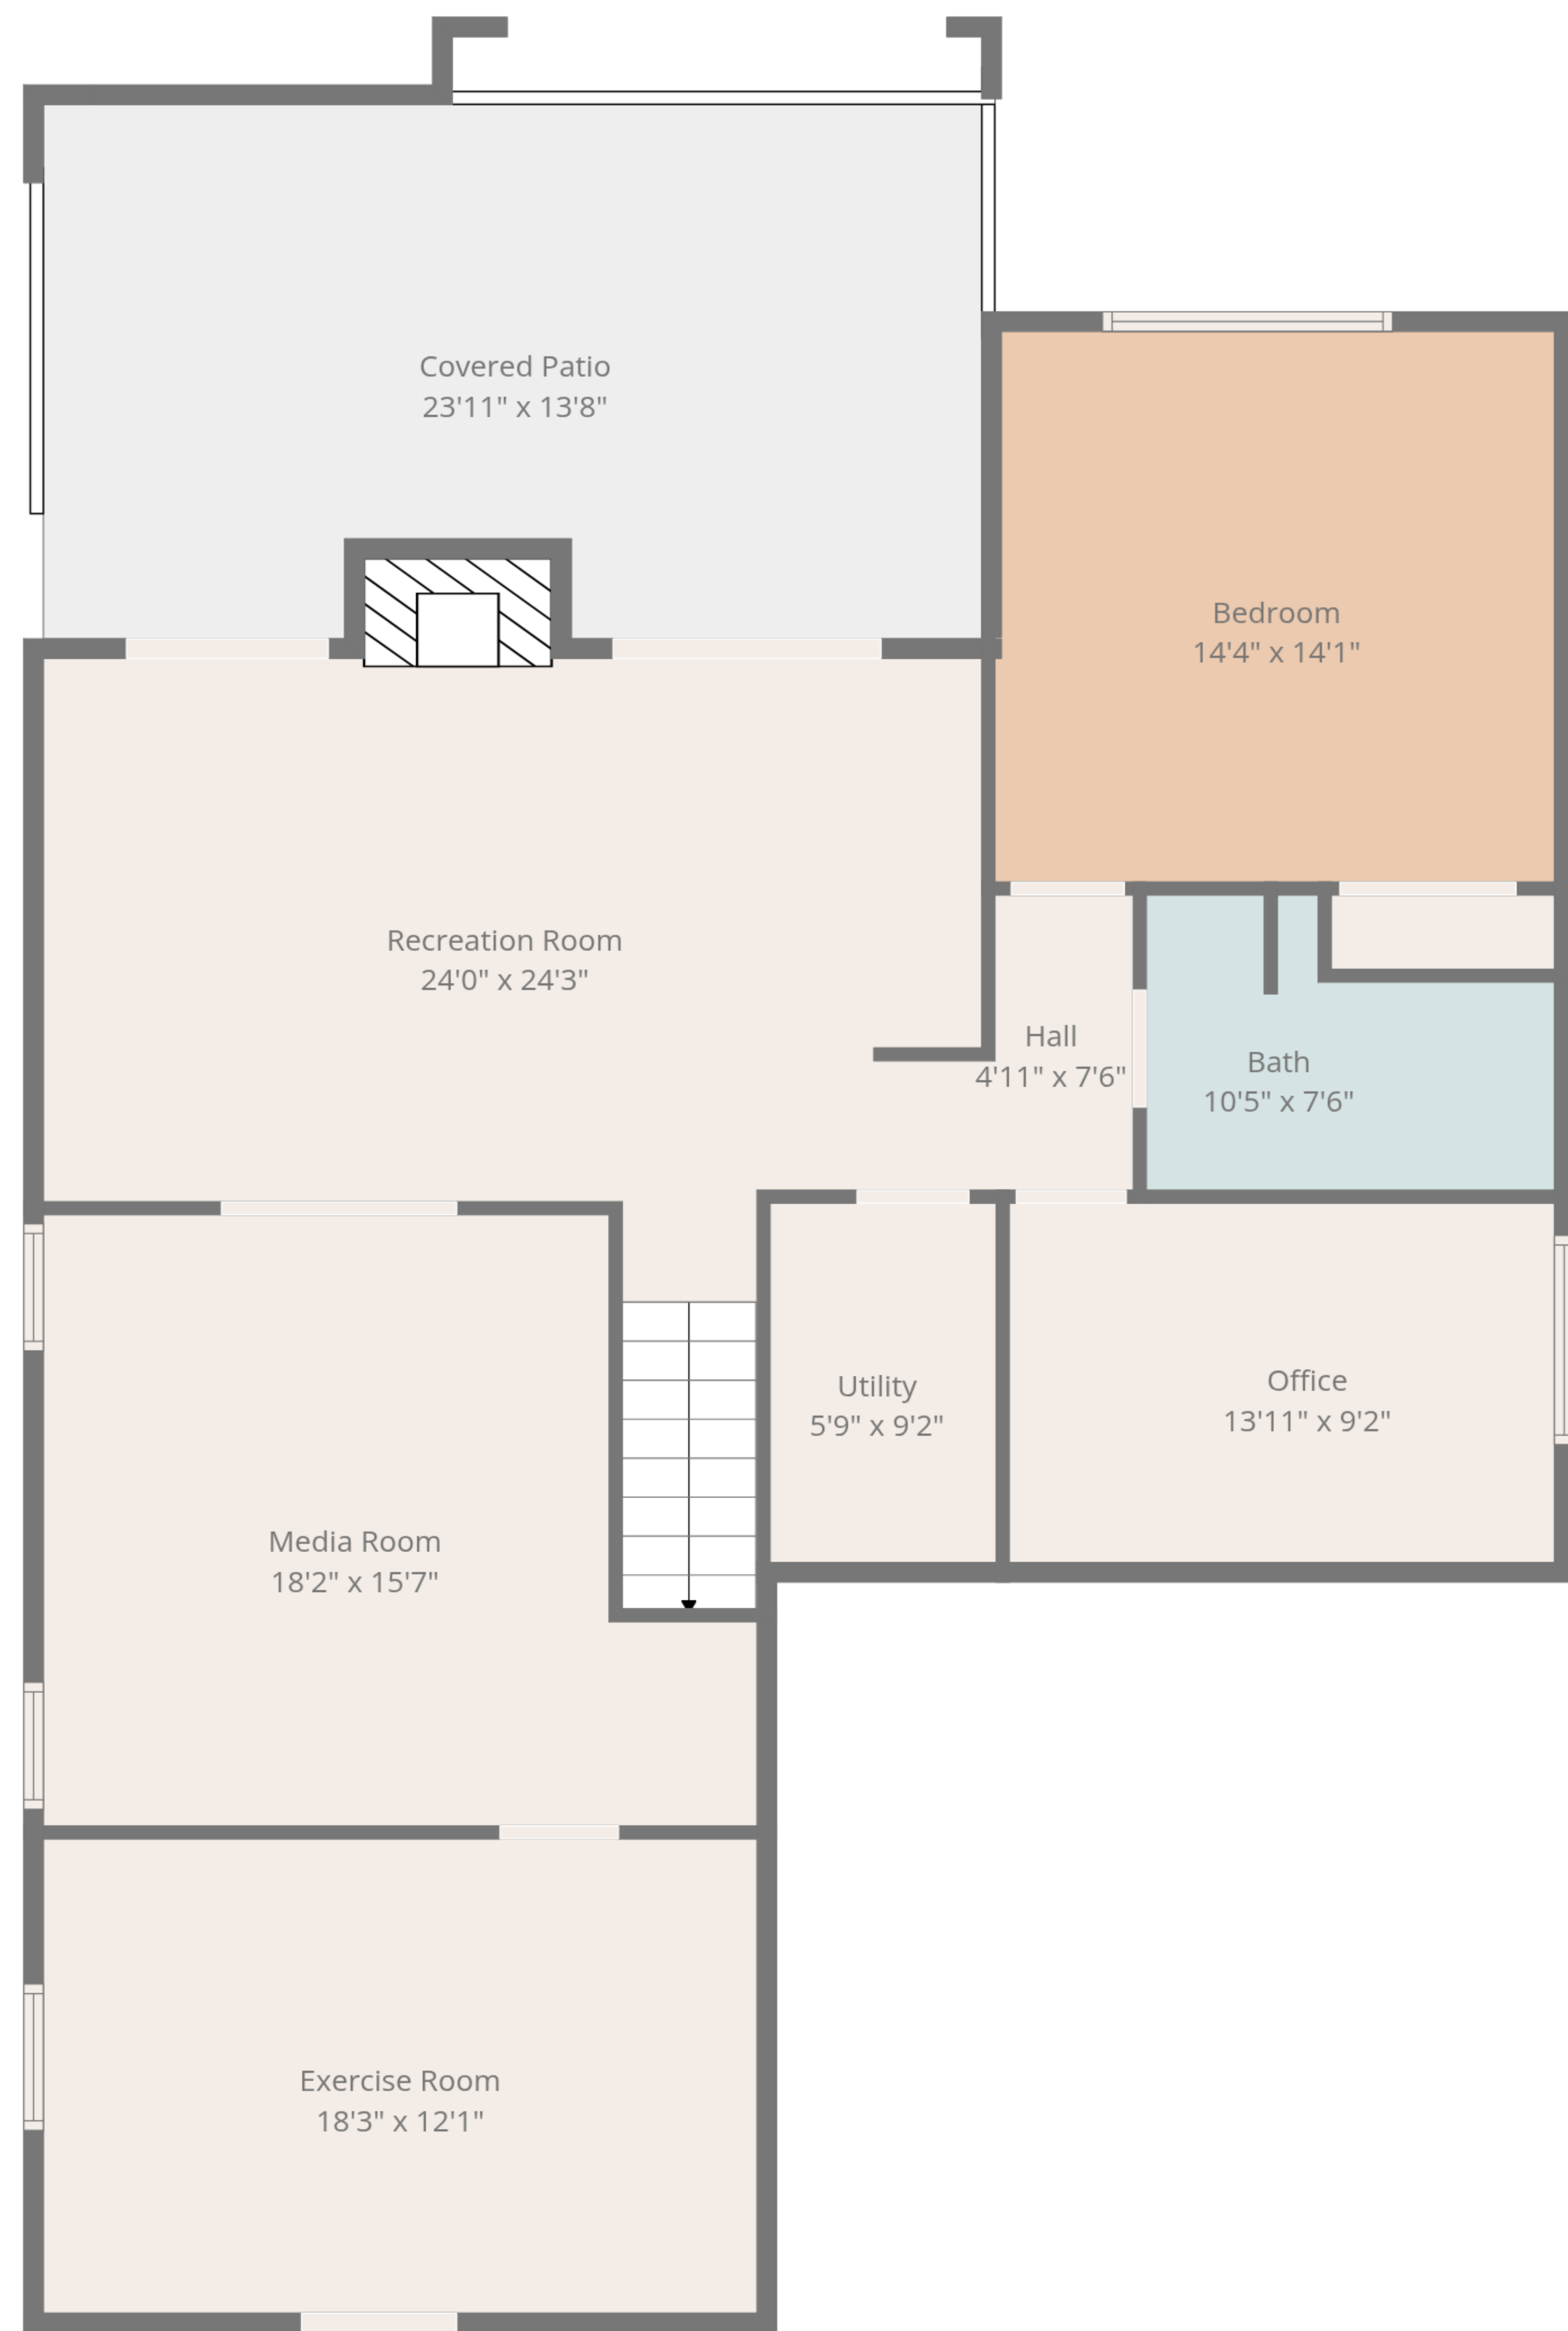 Covered Patio
23'11" x 13'8"
Bedroom
14'4" x 14'1"
Recreation Room
24'0" x 24'3"
Hall
4'11" x 7'6"
Bath
10'5" x 7'6"
Utility
5'9" x 9'2"
Office
13'11" x 9'2"
Media Room
18'2" x 15'7"
Exercise Room
18'3" x 12'1"